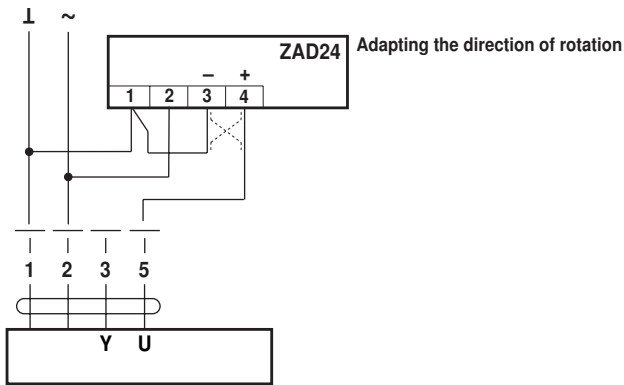 ⊥ ~
ZAD24 Adapting the direction of rotation
– +
1 2 3 4
1 2 3 5
Y U